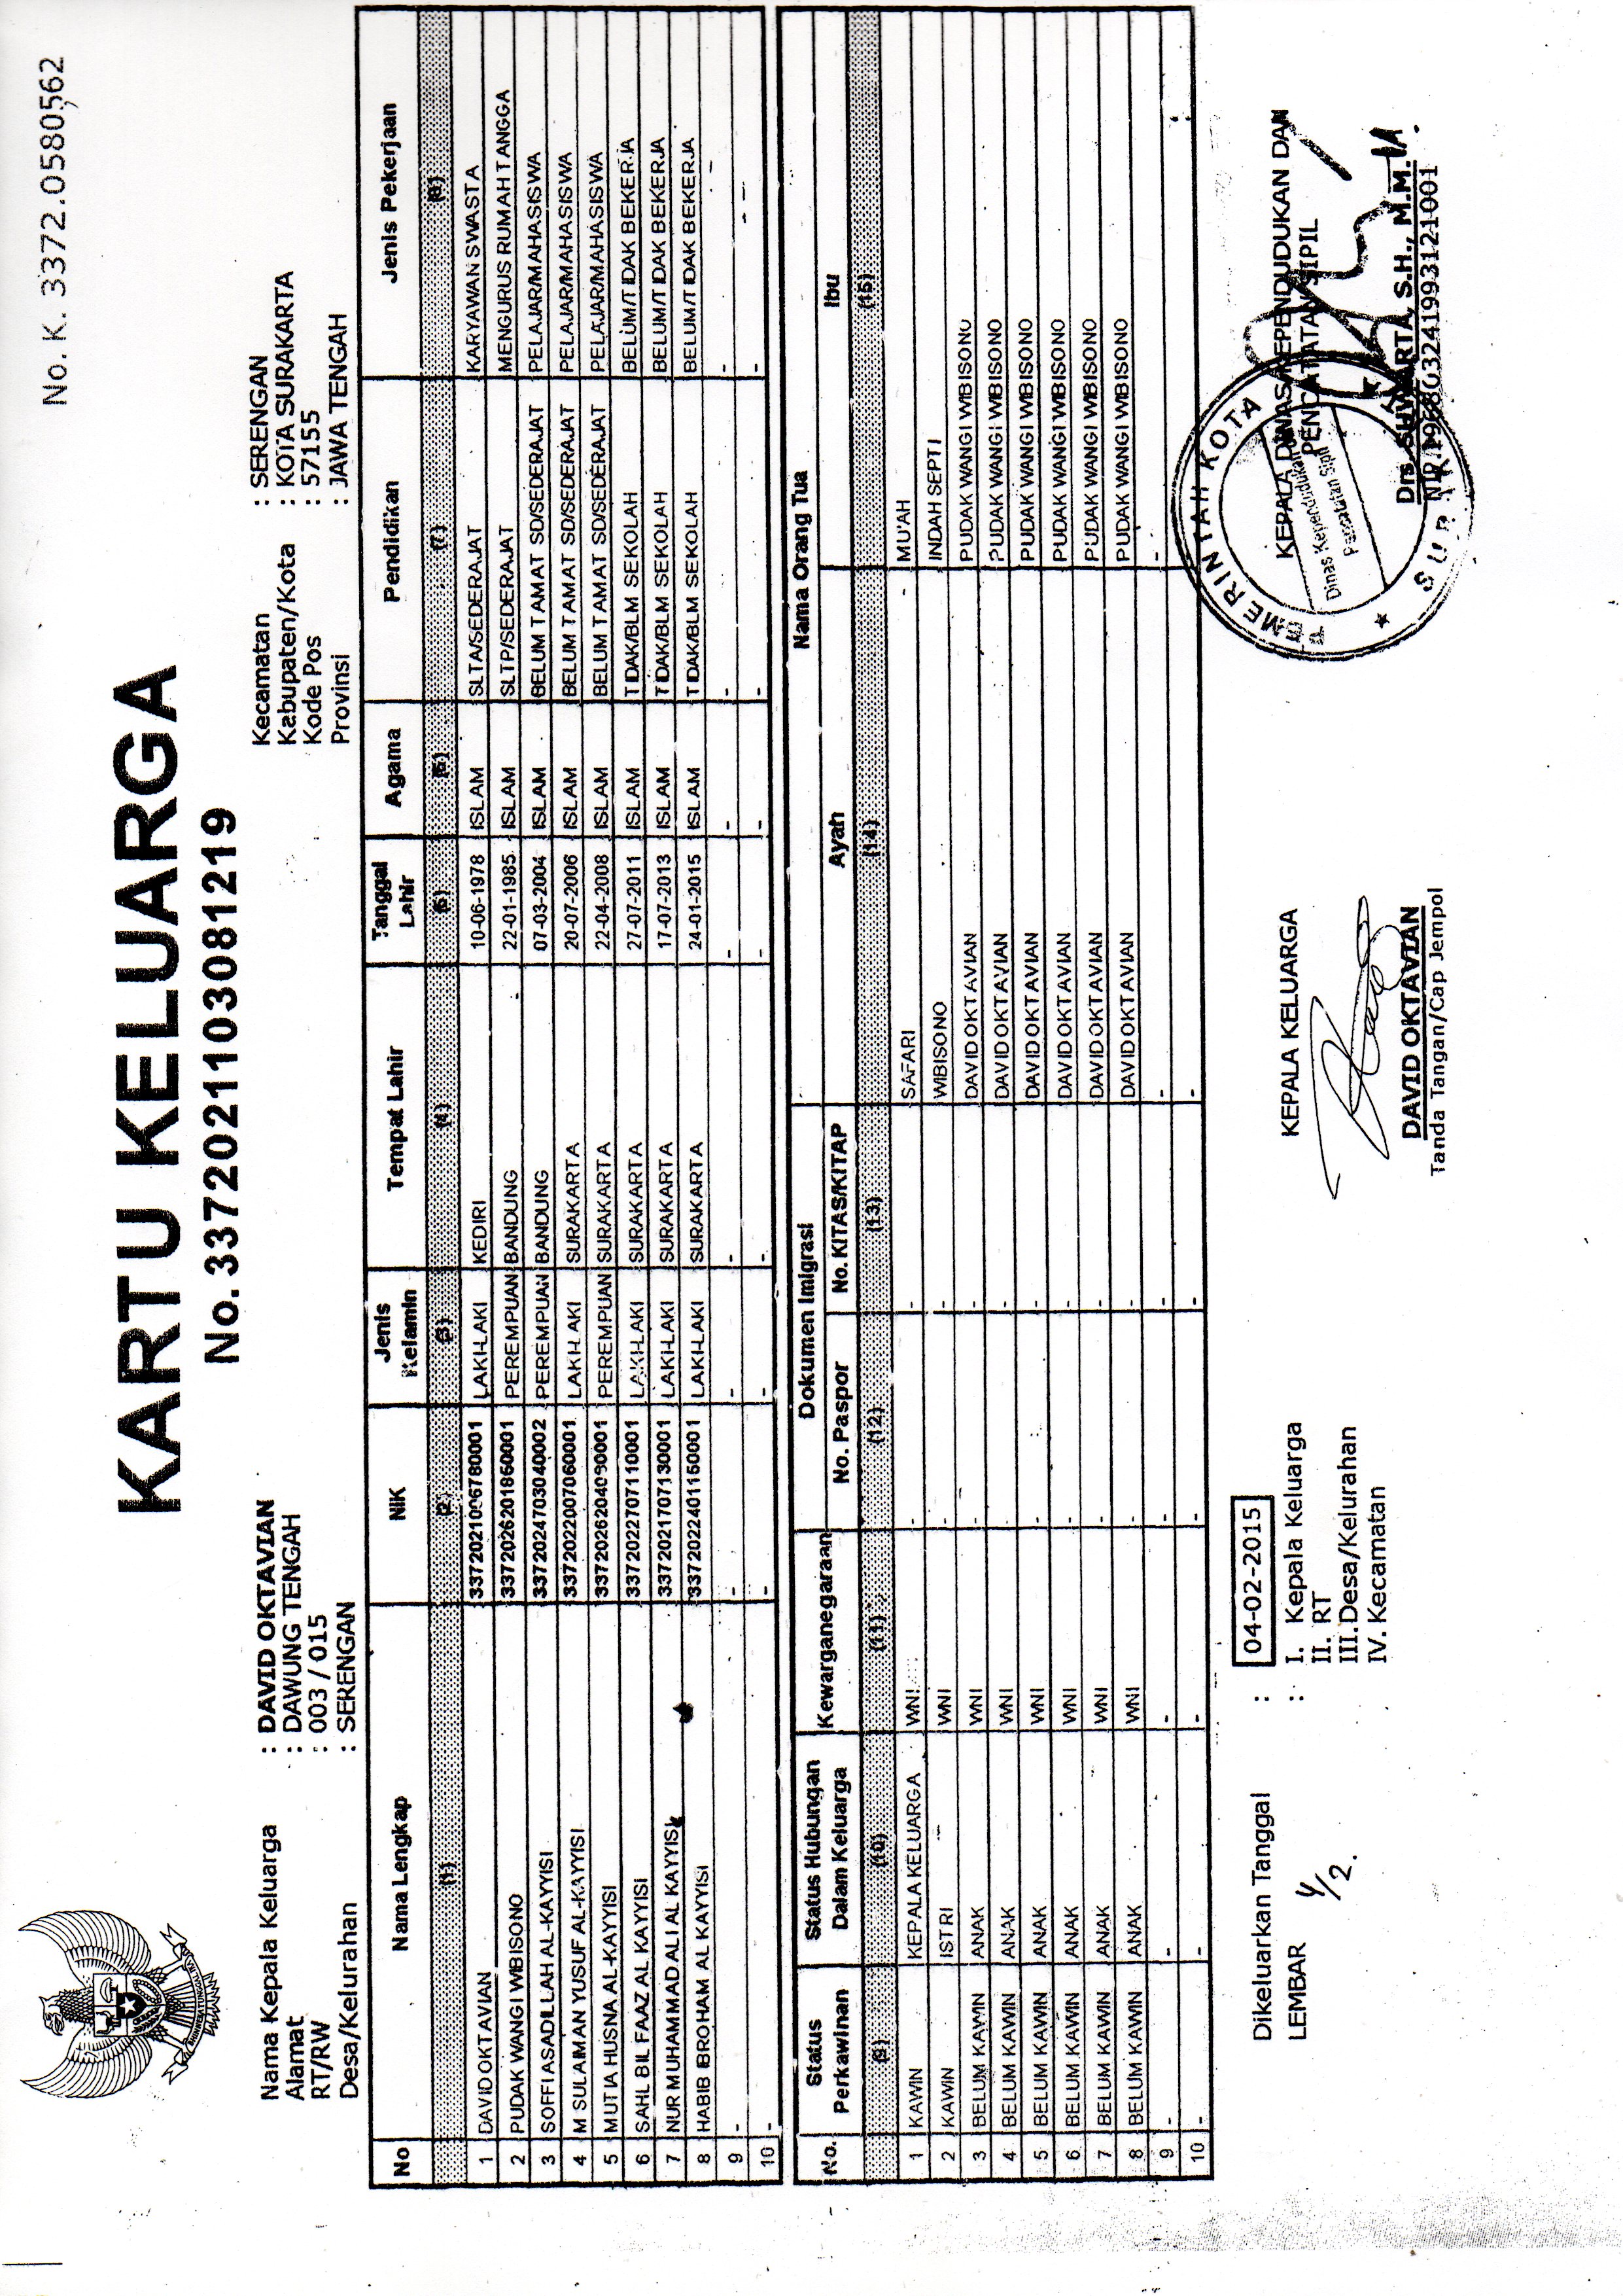 No. K. 3372.0580562
KARTU KELUARGA
No. 3372021103081219
Nama Kepala Keluarga : DAVID OKTAVIAN
Alamat : DAWUNG TENGAH
RT/RW : 003 / 015
Desa/Kelurahan : SERENGAN
Kecamatan : SERENGAN
Kabupaten/Kota : KOTA SURAKARTA
Kode Pos : 57155
Provinsi : JAWA TENGAH
No Nama Lengkap NIK Jenis Kelamin Tempat Lahir Tanggal Lahir Agama Pendidikan Jenis Pekerjaan
(1) (2) (3) (4) (5) (6) (7) (8)
1 DAVID OKTAVIAN 3372021006780001 LAKI-LAKI KEDIRI 10-06-1978 ISLAM SLTA/SEDERAJAT KARYAWAN SWASTA
2 PUDAK WANGI WIBISONO PEREMPUAN BANDUNG 22-01-1985 ISLAM SLTP/SEDERAJAT MENGURUS RUMAH TANGGA
3 SOFFI ASADILLAH AL-KAYYISI 3372024703040002 PEREMPUAN BANDUNG 07-03-2004 ISLAM BELUM TAMAT SD/SEDERAJAT PELAJAR/MAHASISWA
4 M SULAIMAN YUSUF AL-KAYYISI 3372022007060001 LAKI-LAKI SURAKARTA 20-07-2006 ISLAM BELUM TAMAT SD/SEDERAJAT PELAJAR/MAHASISWA
5 MUTIA HUSNA AL-KAYYISI PEREMPUAN SURAKARTA 22-04-2008 ISLAM BELUM TAMAT SD/SEDERAJAT PELAJAR/MAHASISWA
6 SAHL BIL FAAZ AL KAYYISI 3372022707110001 LAKI-LAKI SURAKARTA 27-07-2011 ISLAM TIDAK/BLM SEKOLAH BELUM/TIDAK BEKERJA
7 NUR MUHAMMAD ALI AL KAYYISI 3372021707130001 LAKI-LAKI SURAKARTA 17-07-2013 ISLAM TIDAK/BLM SEKOLAH BELUM/TIDAK BEKERJA
8 HABIB IBROHAM AL KAYYISI 3372022401150001 LAKI-LAKI SURAKARTA 24-01-2015 ISLAM TIDAK/BLM SEKOLAH BELUM/TIDAK BEKERJA
9 - - - - - - - -
10 - - - - - - - -
No. Status Perkawinan Status Hubungan Dalam Keluarga Kewarganegaraan Dokumen Imigrasi Nama Orang Tua
No. Paspor No. KITAS/KITAP Ayah Ibu
(9) (10) (11) (12) (13) (14) (15)
1 KAWIN KEPALA KELUARGA WNI - - SAFARI MU'AH
2 KAWIN ISTRI WNI - - WIBISONO INDAH SEPTI
3 BELUM KAWIN ANAK WNI - - DAVID OKTAVIAN PUDAK WANGI WIBISONO
4 BELUM KAWIN ANAK WNI - - DAVID OKTAVIAN PUDAK WANGI WIBISONO
5 BELUM KAWIN ANAK WNI - - DAVID OKTAVIAN PUDAK WANGI WIBISONO
6 BELUM KAWIN ANAK WNI - - DAVID OKTAVIAN PUDAK WANGI WIBISONO
7 BELUM KAWIN ANAK WNI - - DAVID OKTAVIAN PUDAK WANGI WIBISONO
8 BELUM KAWIN ANAK WNI - - DAVID OKTAVIAN PUDAK WANGI WIBISONO
9 - - - - - - -
10 - - - - - -
Dikeluarkan Tanggal : 04-02-2015
LEMBAR : I. Kepala Keluarga
II. RT
III.Desa/Kelurahan
IV. Kecamatan
4/2.
KEPALA KELUARGA
DAVID OKTAVIAN
Tanda Tangan/Cap Jempol
KEPALA DINAS KEPENDUDUKAN DAN
PENCATATAN SIPIL
PEMERINTAH KOTA
Dinas Kependudukan
Pencatatan Sipil
Drs. SUWARTA, S.H., M.M.
NIP.196803241993121001